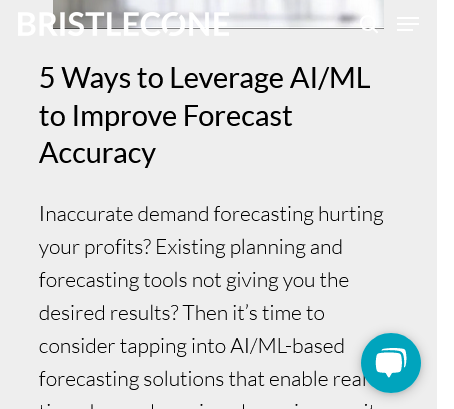 BRISTLECONE
5 Ways to Leverage AI/ML
to Improve Forecast
Accuracy
Inaccurate demand forecasting hurting
your profits? Existing planning and
forecasting tools not giving you the
desired results? Then it’s time to
consider tapping into AI/ML-based
forecasting solutions that enable